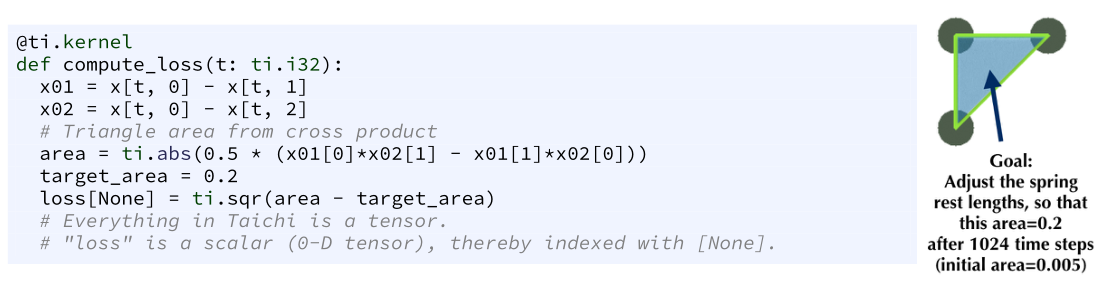 @ti.kernel
def compute_loss(t: ti.i32):
  x01 = x[t, 0] - x[t, 1]
  x02 = x[t, 0] - x[t, 2]
  # Triangle area from cross product
  area = ti.abs(0.5 * (x01[0]*x02[1] - x01[1]*x02[0]))
  target_area = 0.2
  loss[None] = ti.sqr(area - target_area)
  # Everything in Taichi is a tensor.
  # "loss" is a scalar (0-D tensor), thereby indexed with [None].
Goal:
Adjust the spring
rest lengths, so that
this area=0.2
after 1024 time steps
(initial area=0.005)